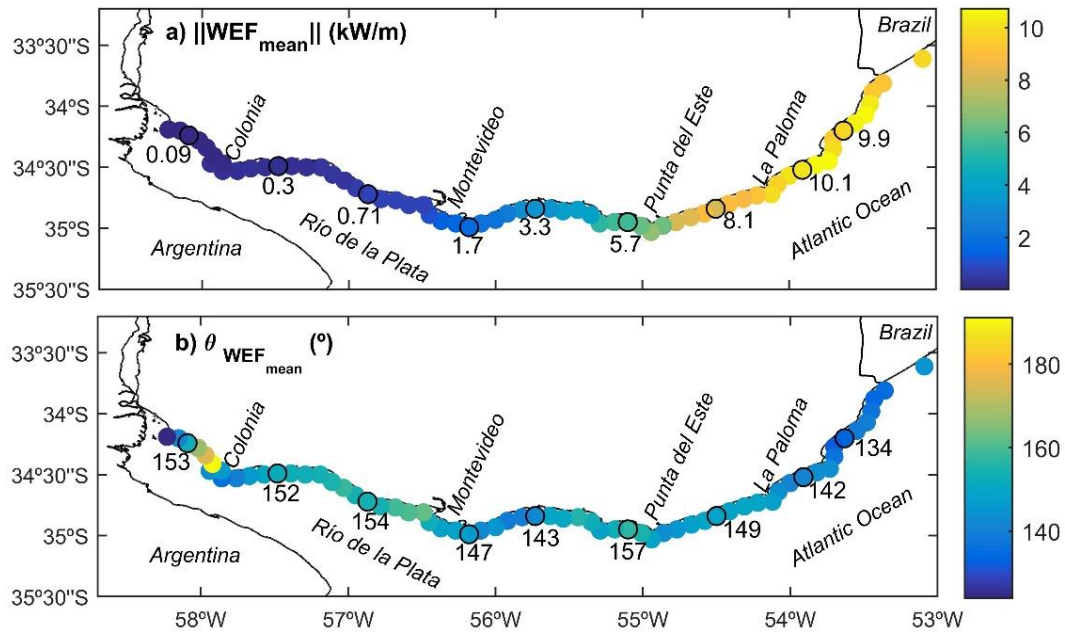 a) ||WEFmean|| (kW/m)
Brazil
33º30''S
34º00''S
34º30''S
35º00''S
35º30''S
Colonia
Montevideo
Punta del Este
La Paloma
Atlantic Ocean
Río de la Plata
Argentina
0.09
0.3
0.71
1.7
3.3
5.7
8.1
10.1
9.9
10
8
6
4
2
b) θ WEFmean (º)
Brazil
33º30''S
34º00''S
34º30''S
35º00''S
35º30''S
Colonia
Montevideo
Punta del Este
La Paloma
Atlantic Ocean
Río de la Plata
Argentina
153
152
154
147
143
157
149
142
134
180
160
140
58ºW
57ºW
56ºW
55ºW
54ºW
53ºW